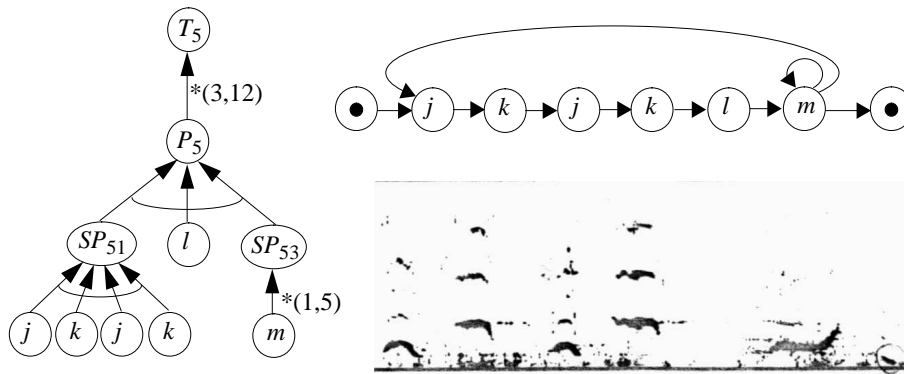 T5
*(3,12)
P5
SP51 l SP53
*(1,5)
j k j k m
j k j k l m